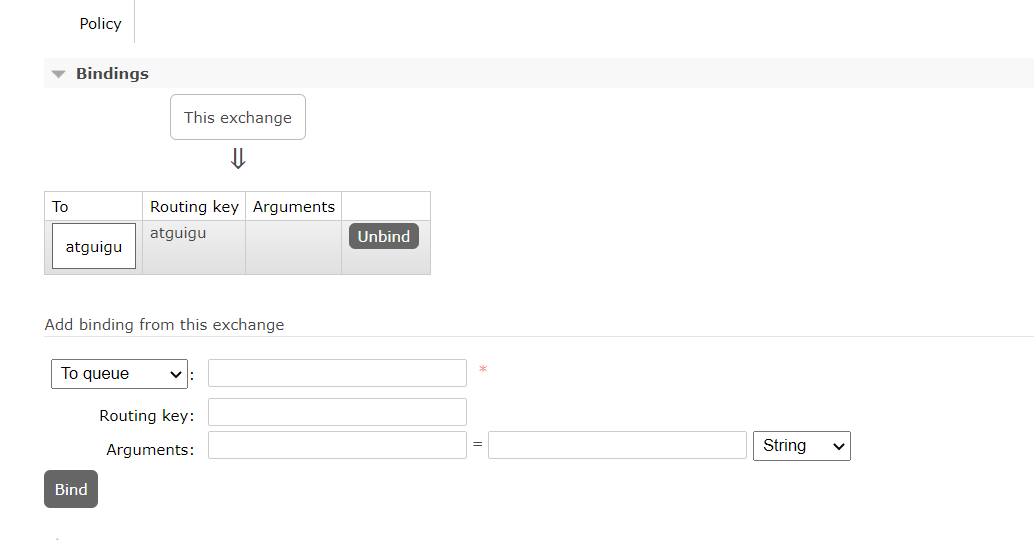 Policy
Bindings
This exchange
⇓
To Routing key Arguments
atguigu atguigu Unbind
Add binding from this exchange
To queue : *
Routing key:
Arguments: = String
Bind